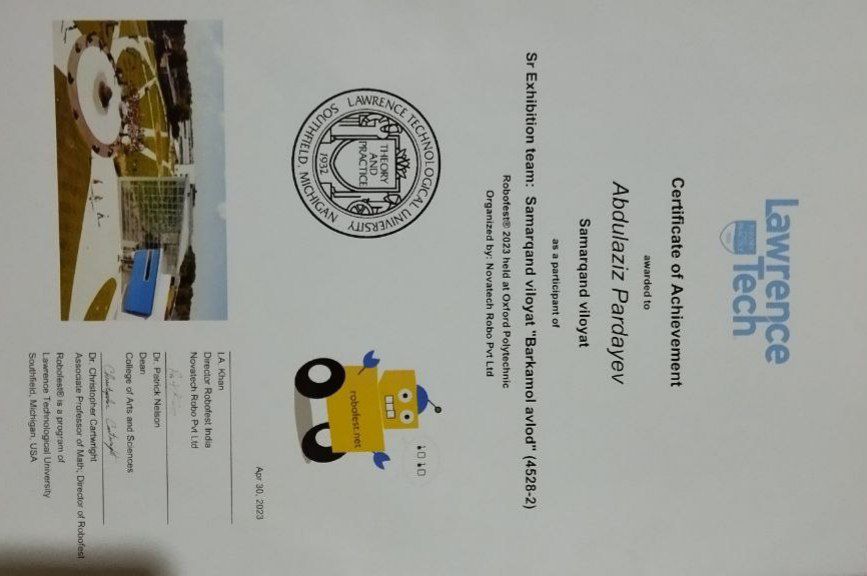 Lawrence
Tech
Certificate of Achievement
awarded to
Abdulaziz Pardayev
Samarqand viloyat
as a participant of
Sr Exhibition team: Samarqand viloyat "Barkamol avlod" (4528-2)
Robofest® 2023 held at Oxford Polytechnic
Organized by: Novatech Robo Pvt Ltd
LAWRENCE TECHNOLOGICAL UNIVERSITY
SOUTHFIELD, MICHIGAN
THEORY
AND
PRACTICE
1932
robofest.net
Apr 30, 2023
I.A. Khan
Director Robofest India
Novatech Robo Pvt Ltd
Dr. Patrick Nelson
Dean
College of Arts and Sciences
Christopher Cartwright
Dr. Christopher Cartwright
Associate Professor of Math, Director of Robofest
Robofest® is a program of
Lawrence Technological University
Southfield, Michigan, USA